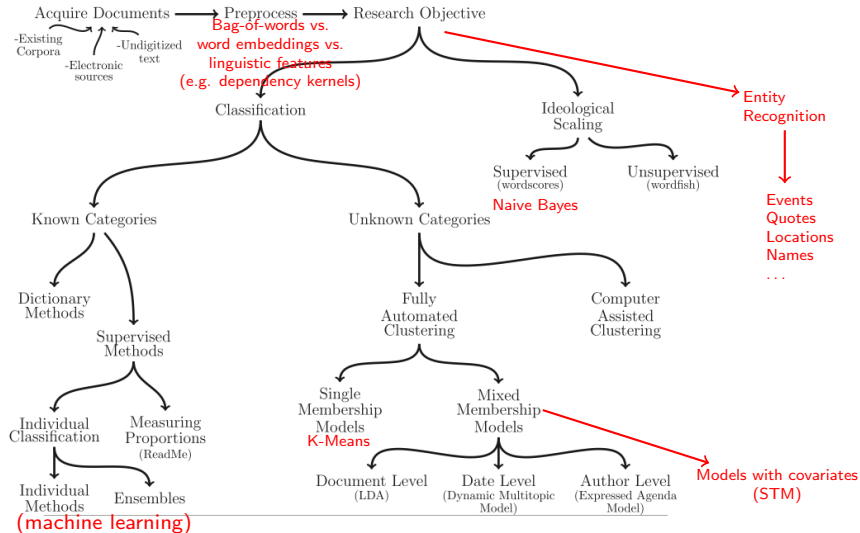 Acquire Documents
Preprocess
Research Objective
-Existing
Corpora
-Electronic
sources
-Undigitized
text
Bag-of-words vs.
word embeddings vs.
linguistic features
(e.g. dependency kernels)
Classification
Ideological
Scaling
Entity
Recognition
Supervised
(wordscores)
Naive Bayes
Unsupervised
(wordfish)
Events
Quotes
Locations
Names
...
Known Categories
Unknown Categories
Dictionary
Methods
Supervised
Methods
Fully
Automated
Clustering
Computer
Assisted
Clustering
Individual
Classification
Measuring
Proportions
(ReadMe)
Single
Membership
Models
K-Means
Mixed
Membership
Models
Models with covariates
(STM)
Individual
Methods
(machine learning)
Ensembles
Document Level
(LDA)
Date Level
(Dynamic Multitopic
Model)
Author Level
(Expressed Agenda
Model)